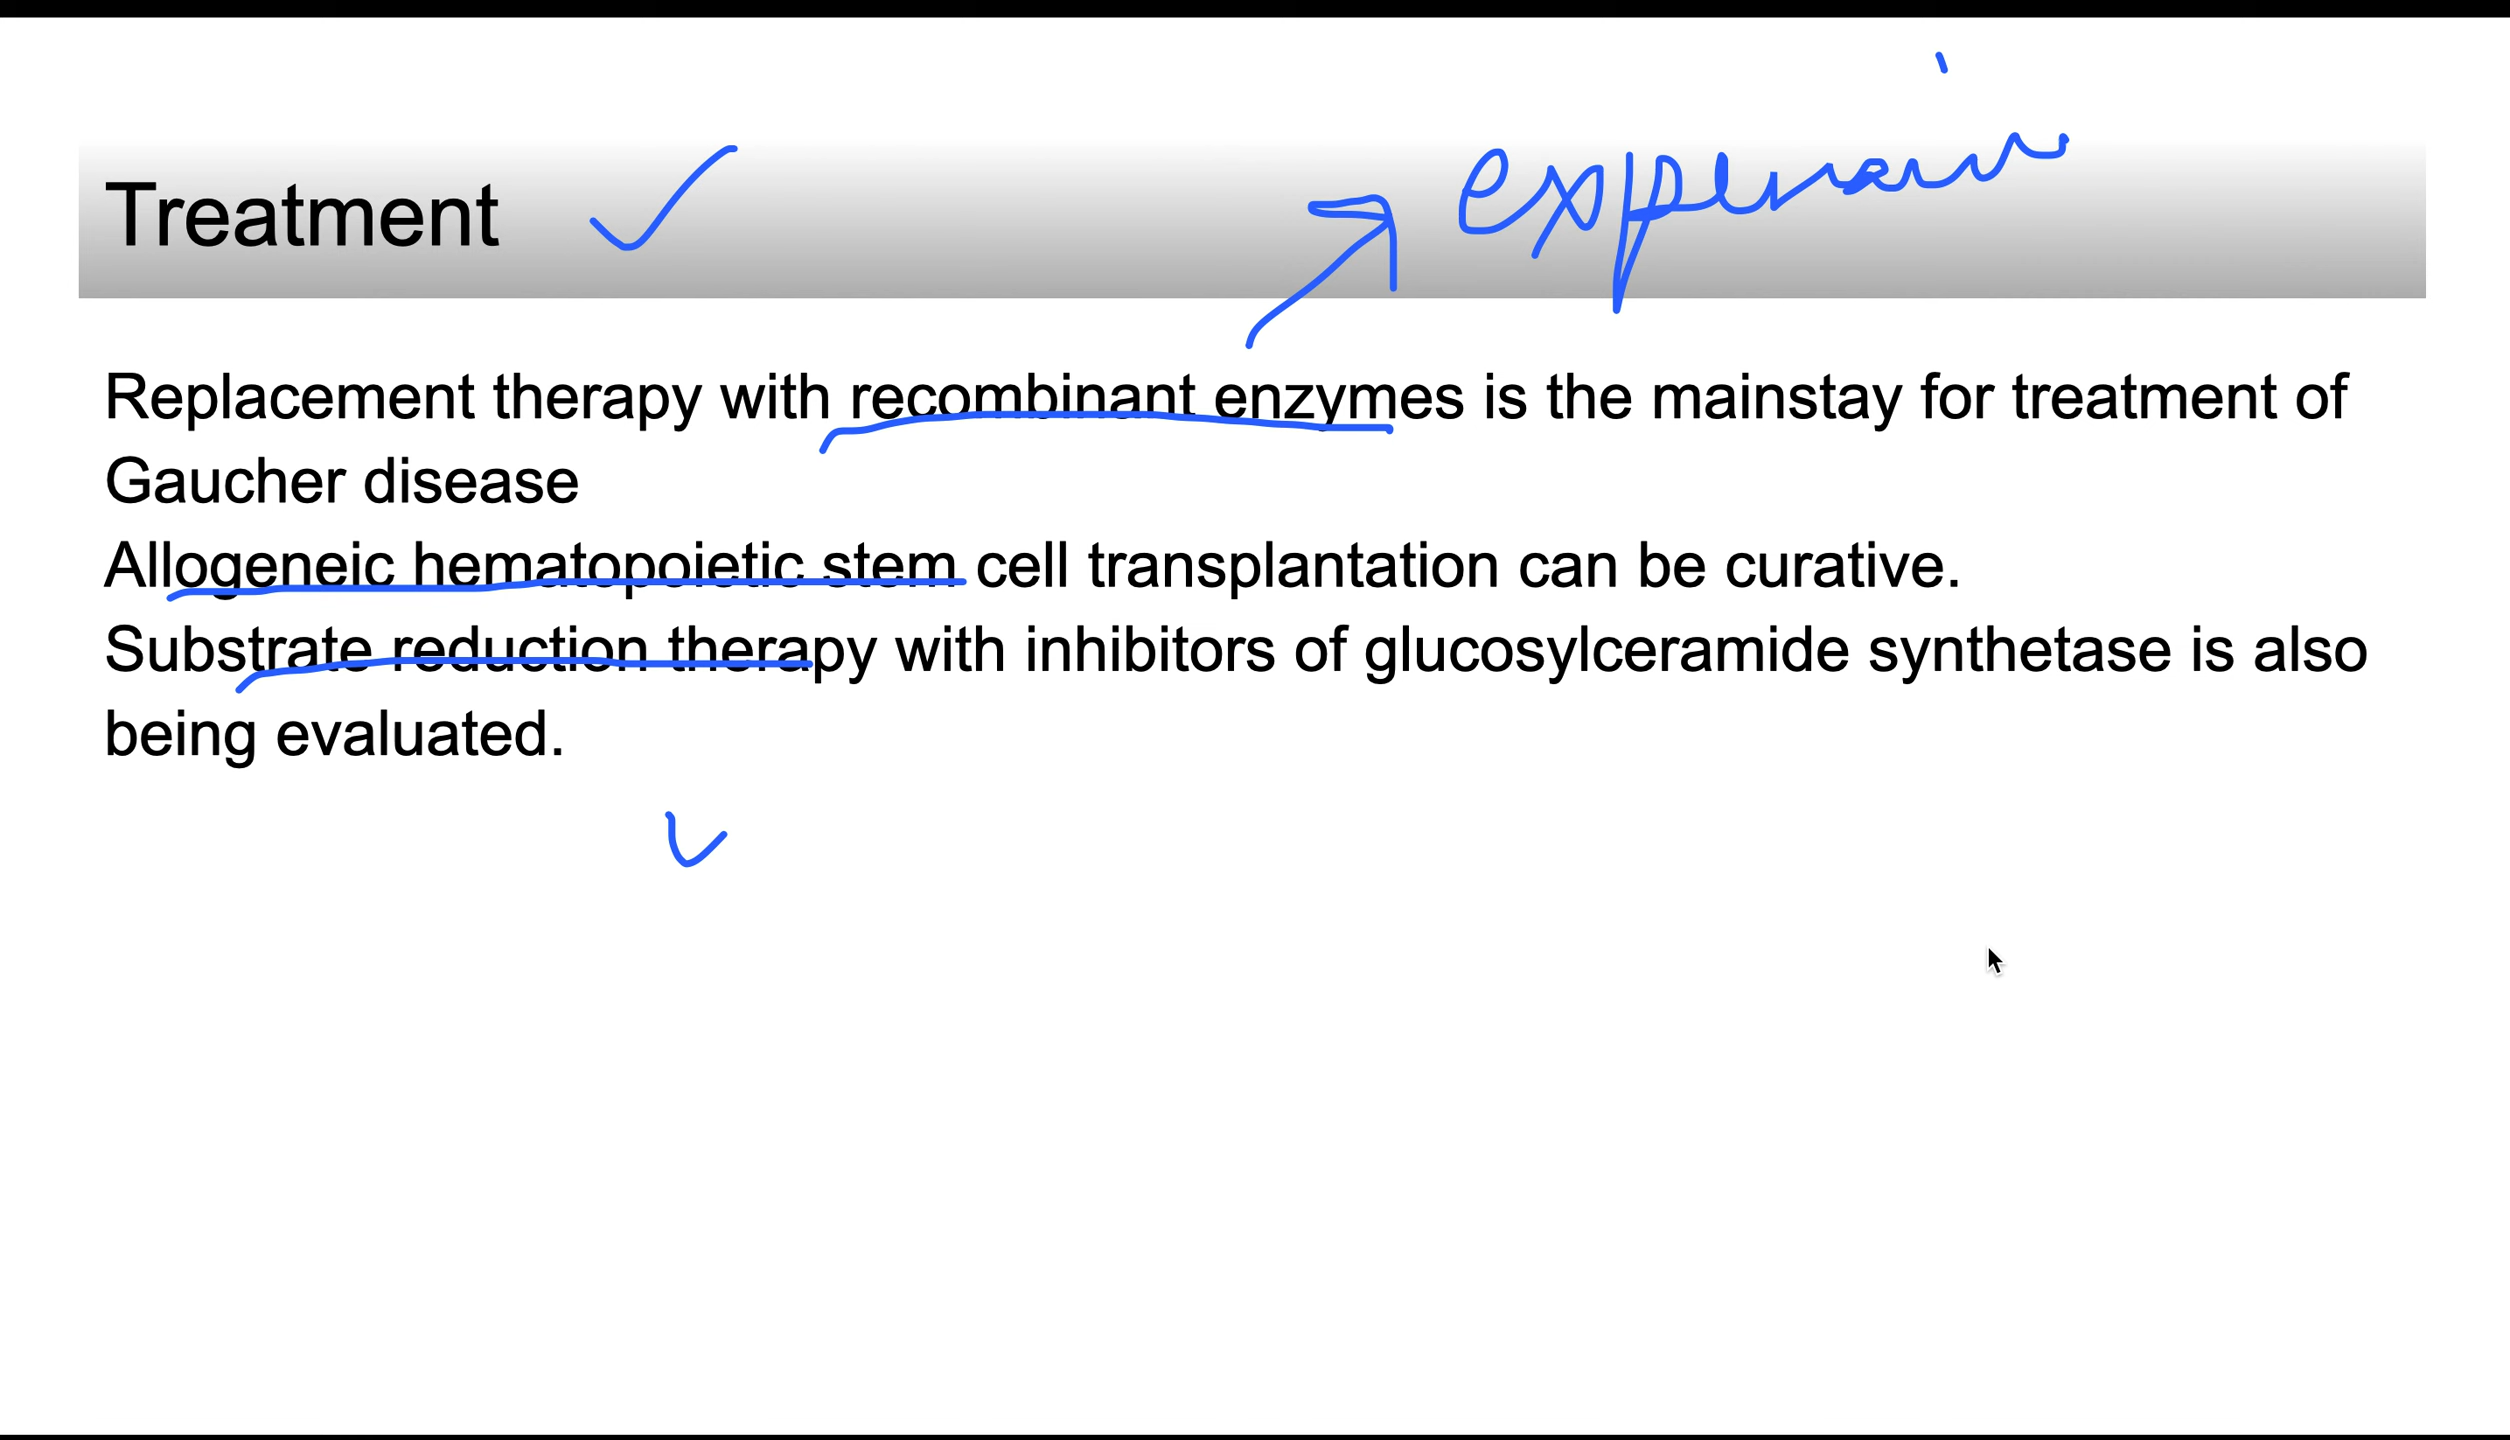 Treatment
Replacement therapy with recombinant enzymes is the mainstay for treatment of
Gaucher disease
Allogeneic hematopoietic stem cell transplantation can be curative.
Substrate reduction therapy with inhibitors of glucosylceramide synthetase is also
being evaluated.